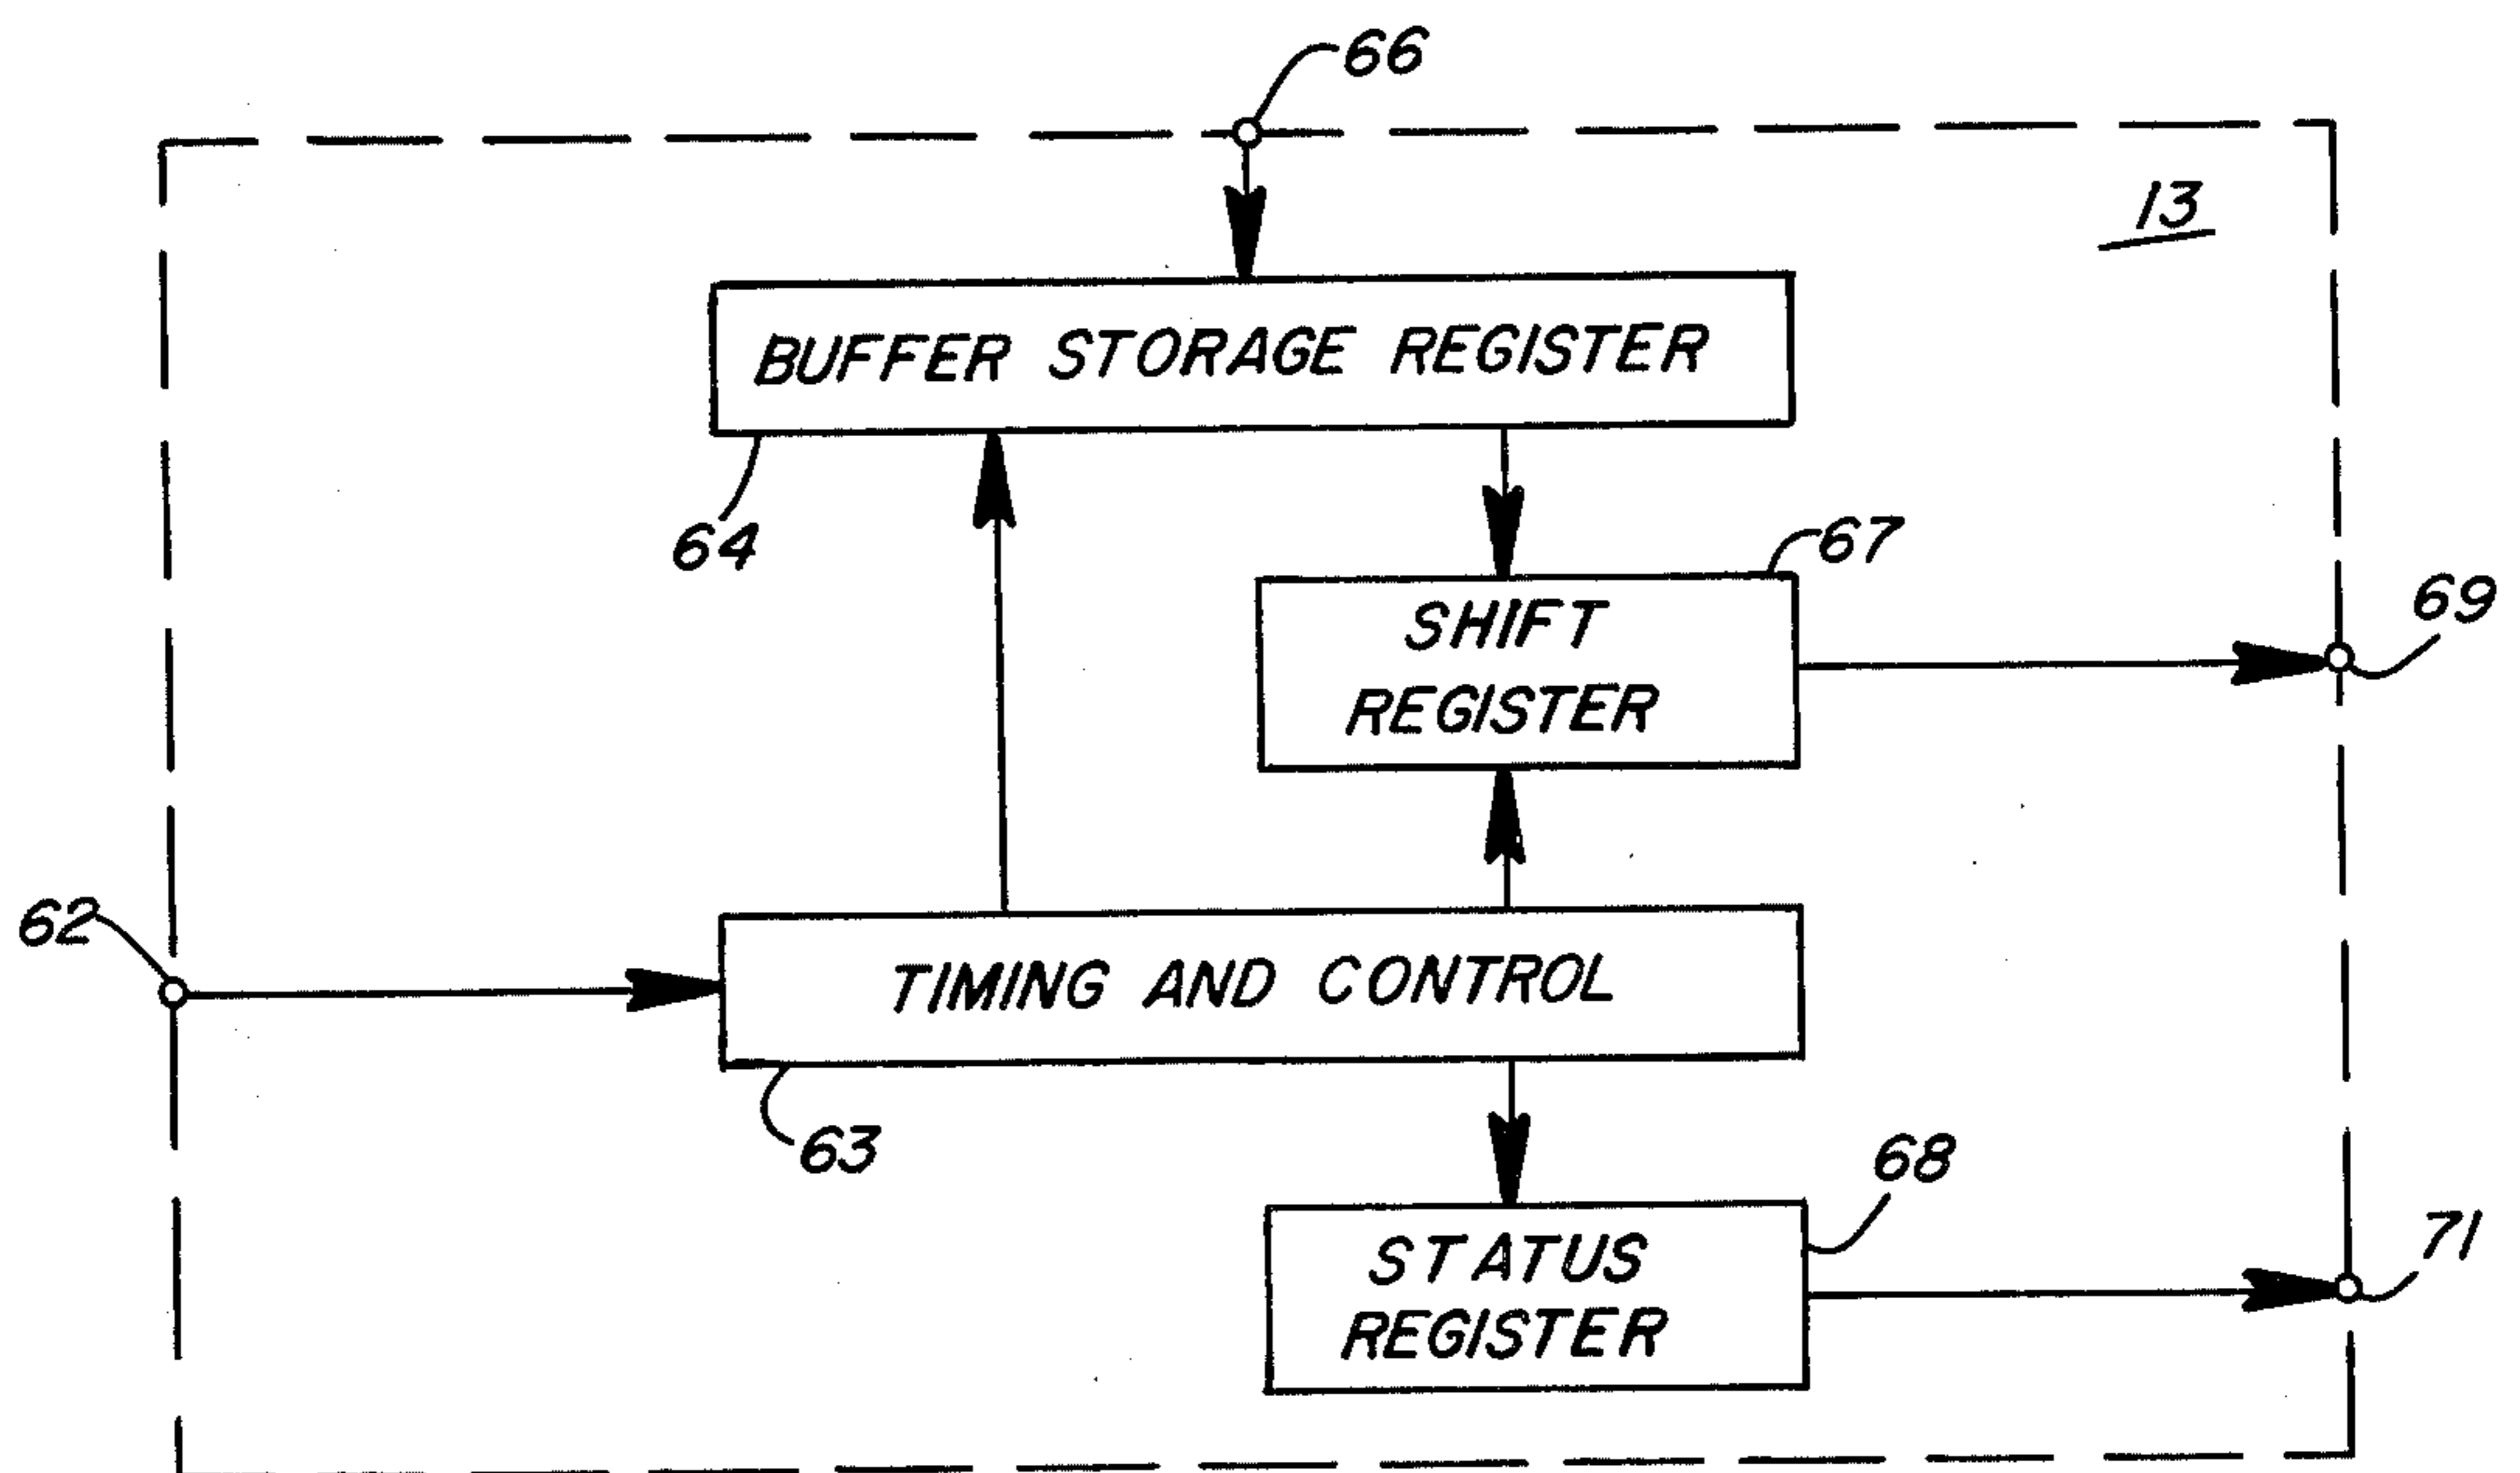 66
13
BUFFER STORAGE REGISTER
64
67
SHIFT
REGISTER
69
62
TIMING AND CONTROL
63
68
STATUS
REGISTER
71